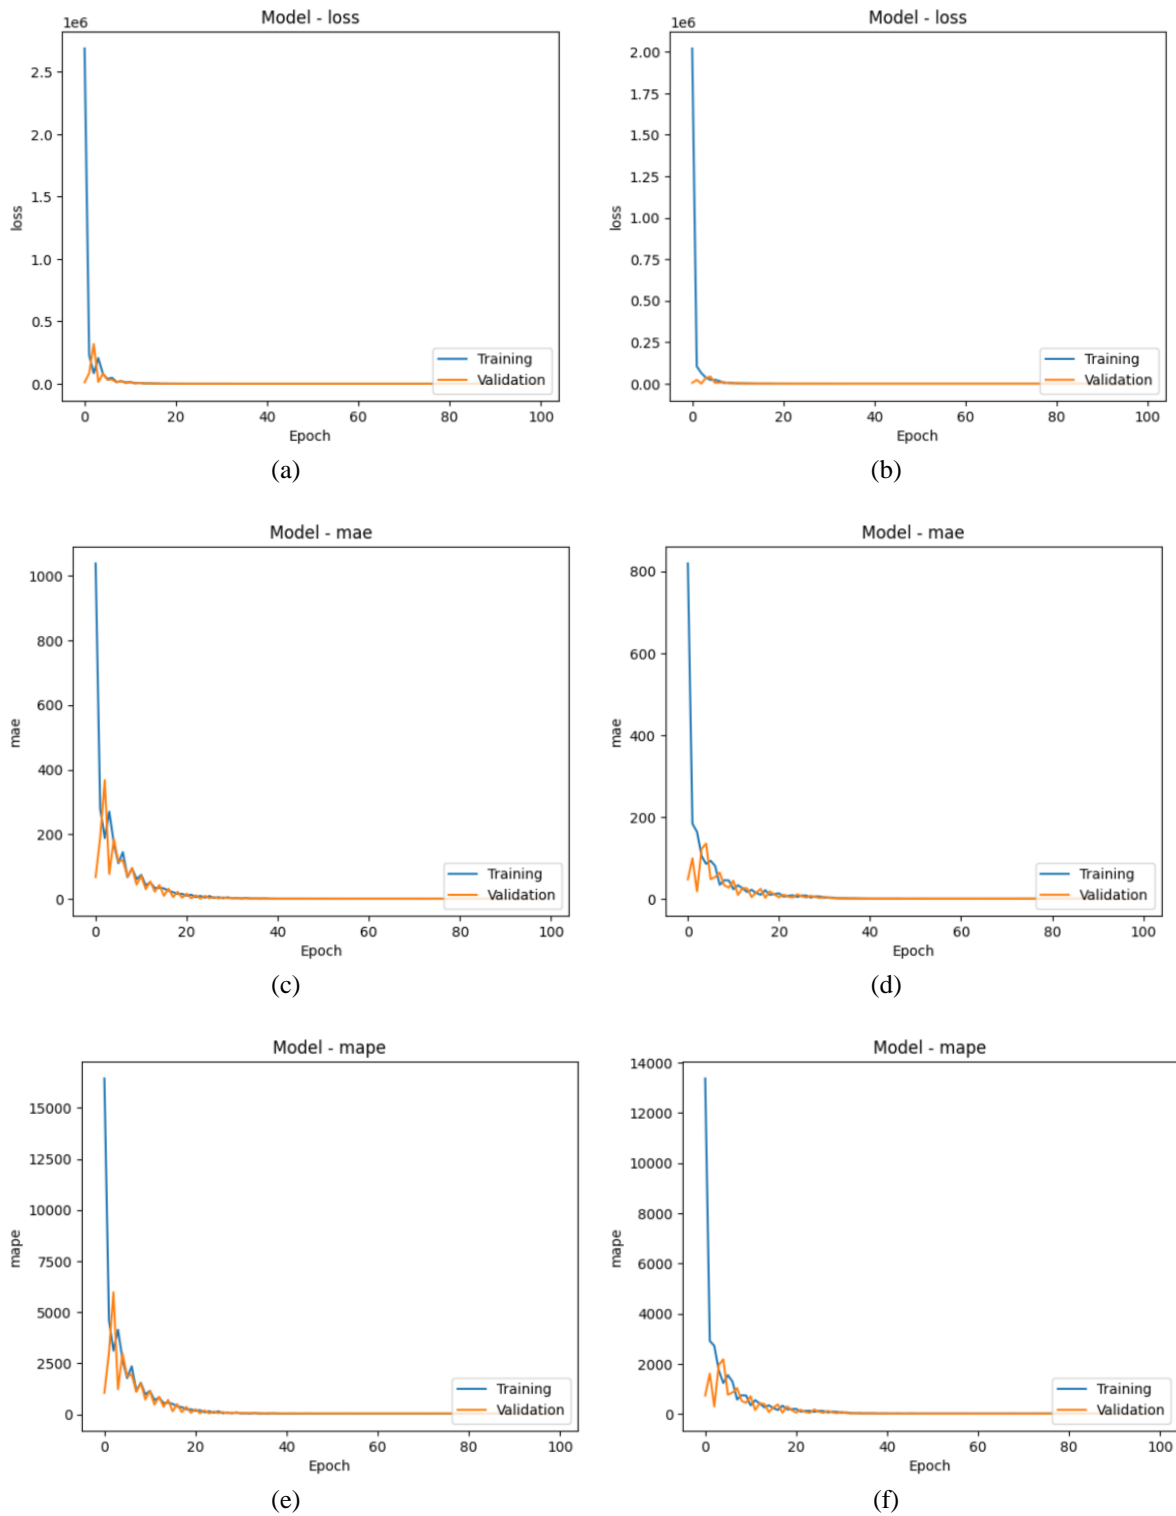 Model - loss
1e6
2.5
2.0
1.5
1.0
0.5
0.0
loss
0 20 40 60 80 100
Epoch
Training
Validation
(a)
Model - loss
1e6
2.00
1.75
1.50
1.25
1.00
0.75
0.50
0.25
0.00
loss
0 20 40 60 80 100
Epoch
Training
Validation
(b)
Model - mae
1000
800
600
400
200
0
mae
0 20 40 60 80 100
Epoch
Training
Validation
(c)
Model - mae
800
600
400
200
0
mae
0 20 40 60 80 100
Epoch
Training
Validation
(d)
Model - mape
15000
12500
10000
7500
5000
2500
0
mape
0 20 40 60 80 100
Epoch
Training
Validation
(e)
Model - mape
14000
12000
10000
8000
6000
4000
2000
0
mape
0 20 40 60 80 100
Epoch
Training
Validation
(f)